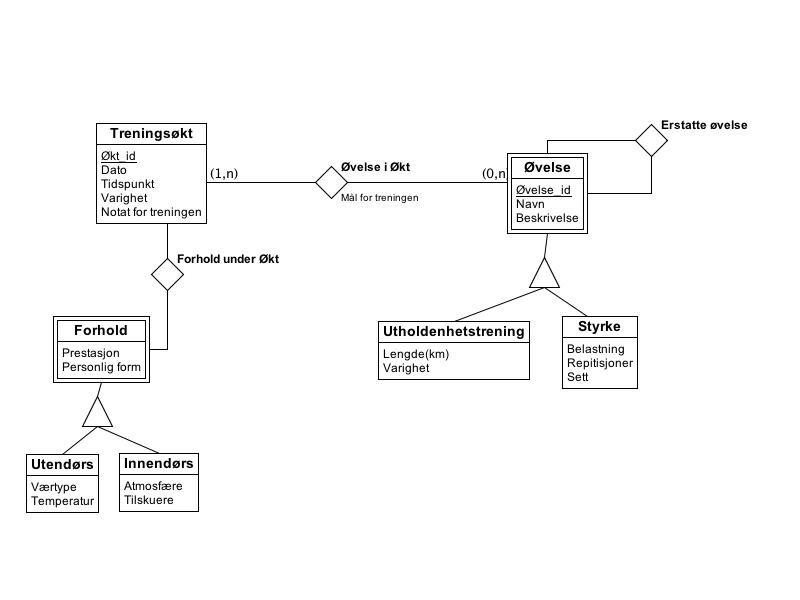 Erstatte øvelse
Treningsøkt
Økt_id
Dato
Tidspunkt
Varighet
Notat for treningen
(1,n)
Øvelse i Økt
Mål for treningen
(0,n
Øvelse
Øvelse_id
Navn
Beskrivelse
Forhold under Økt
Forhold
Prestasjon
Personlig form
Utholdenhetstrening
Lengde(km)
Varighet
Styrke
Belastning
Repitisjoner
Sett
Utendørs
Værtype
Temperatur
Innendørs
Atmosfære
Tilskuere